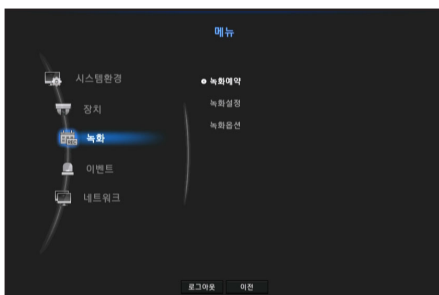 메뉴
시스템환경
장치
녹화
이벤트
네트워크
녹화예약
녹화설정
녹화옵션
로그아웃 이전